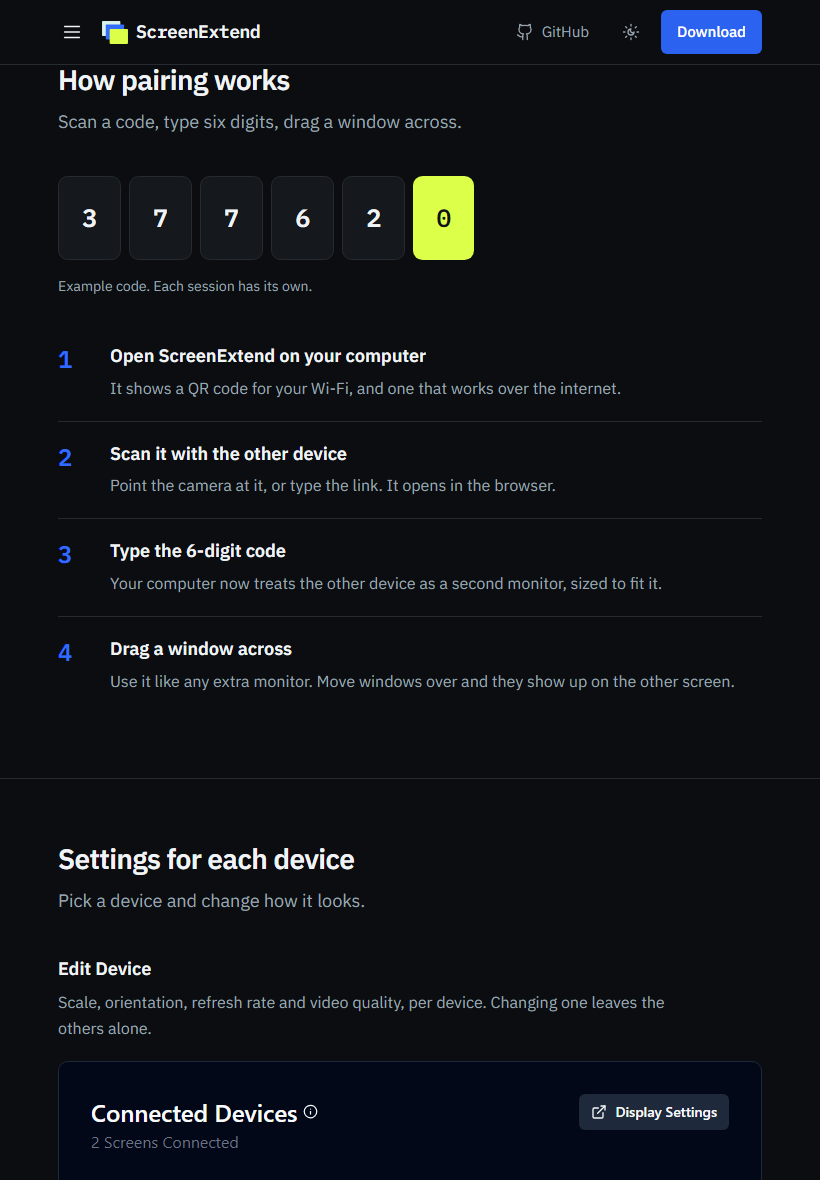 ScreenExtend
GitHub
Download
How pairing works
Scan a code, type six digits, drag a window across.
3 7 7 6 2 0
Example code. Each session has its own.
1
Open ScreenExtend on your computer
It shows a QR code for your Wi-Fi, and one that works over the internet.
2
Scan it with the other device
Point the camera at it, or type the link. It opens in the browser.
3
Type the 6-digit code
Your computer now treats the other device as a second monitor, sized to fit it.
4
Drag a window across
Use it like any extra monitor. Move windows over and they show up on the other screen.
Settings for each device
Pick a device and change how it looks.
Edit Device
Scale, orientation, refresh rate and video quality, per device. Changing one leaves the
others alone.
Connected Devices
Display Settings
2 Screens Connected